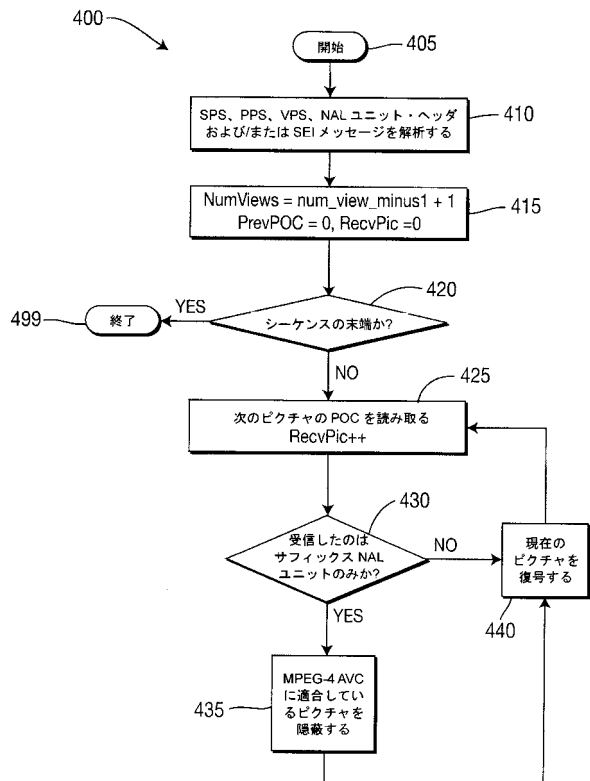 400
開始
405
SPS、PPS、VPS、NAL ユニット・ヘッダ
および/または SEI メッセージを解析する
410
NumViews = num_view_minus1 + 1
PrevPOC = 0, RecvPic =0
415
420
シーケンスの末端か?
YES
終了
499
NO
425
次のピクチャの POC を読み取る
RecvPic++
430
受信したのは
サフィックス NAL
ユニットのみか?
NO
現在の
ピクチャを
復号する
440
YES
MPEG-4 AVC
に適合してい
るピクチャを
隠蔽する
435